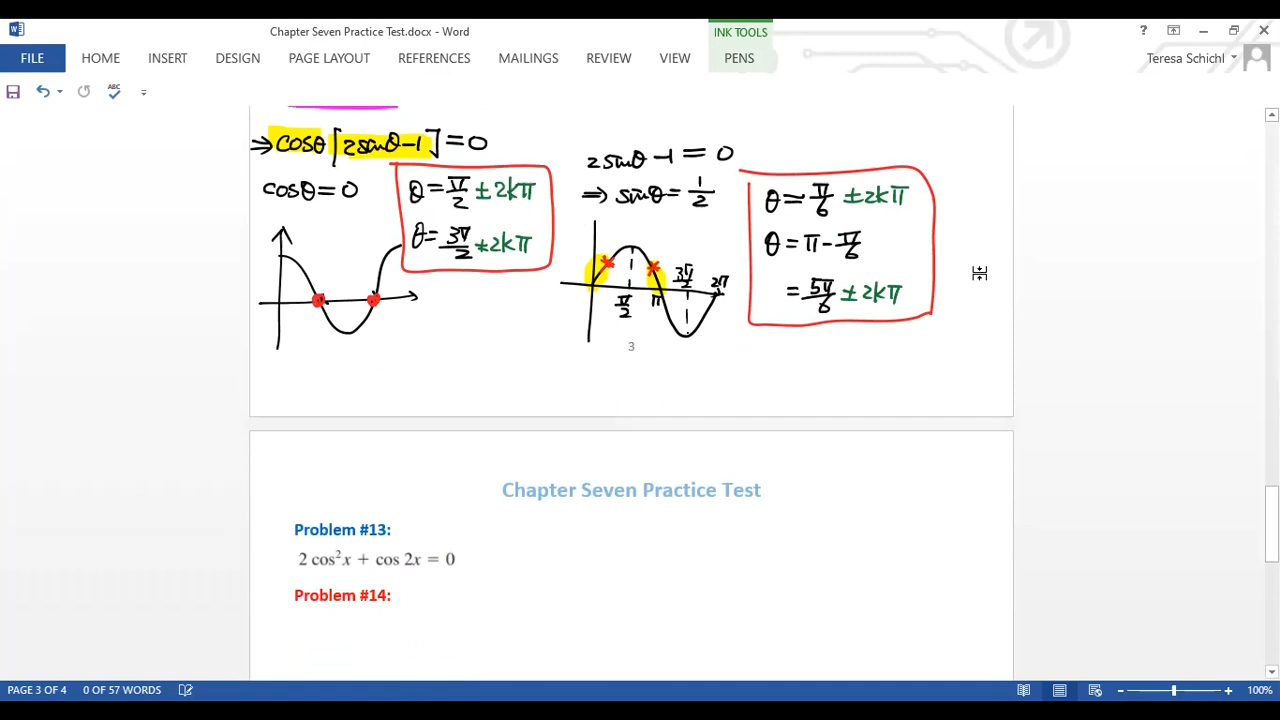 Chapter Seven Practice Test.docx - Word
INK TOOLS
?
FILE HOME INSERT DESIGN PAGE LAYOUT REFERENCES MAILINGS REVIEW VIEW PENS
Teresa Schichl
ABC
⇒ cosθ [2sinθ-1] = 0
cosθ = 0
θ = π/2 ± 2kπ
θ = 3π/2 ± 2kπ
2sinθ - 1 = 0
⇒ sinθ = 1/2
π/2 π 3π/2 2π
θ = π/6 ± 2kπ
θ = π - π/6
= 5π/6 ± 2kπ
3
Chapter Seven Practice Test
Problem #13:
2 cos²x + cos 2x = 0
Problem #14:
PAGE 3 OF 4 0 OF 57 WORDS
100%